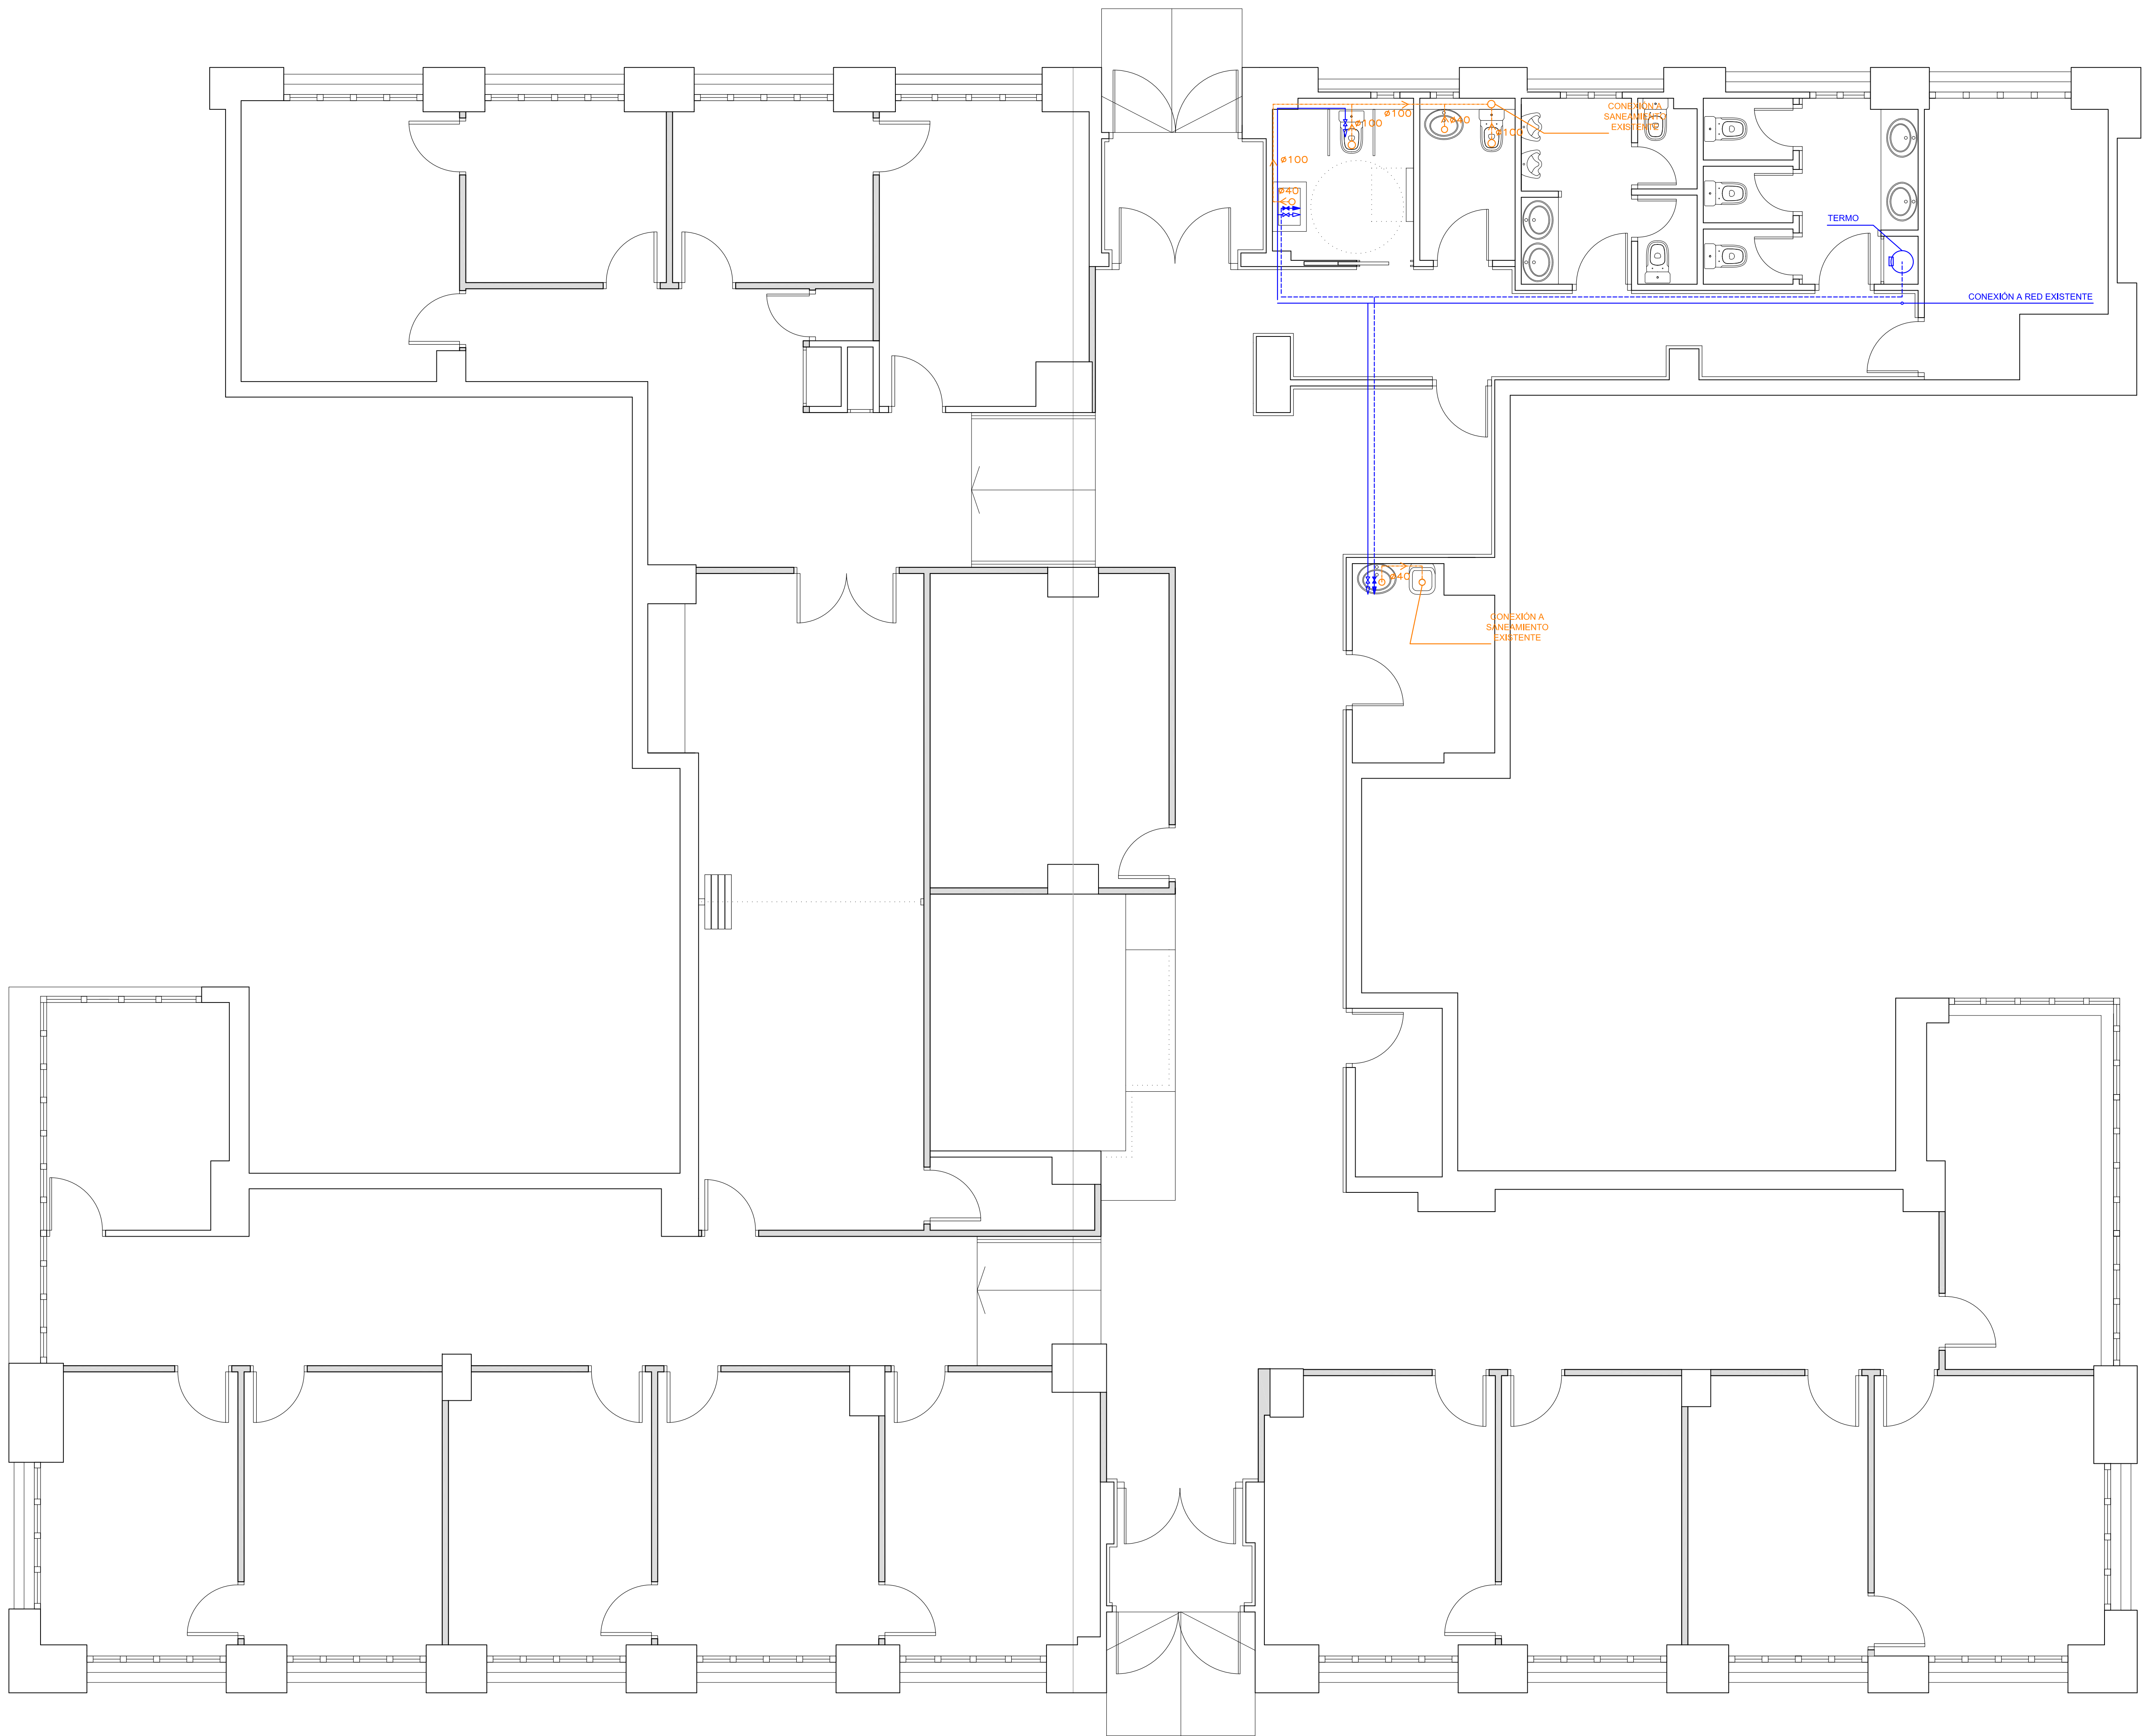 CONEXIÓN A
SANEAMIENTO
EXISTENTE
ø100
ø100
ø40
ø100
ø100
ø40
TERMO
CONEXIÓN A RED EXISTENTE
ø40
CONEXIÓN A
SANEAMIENTO
EXISTENTE